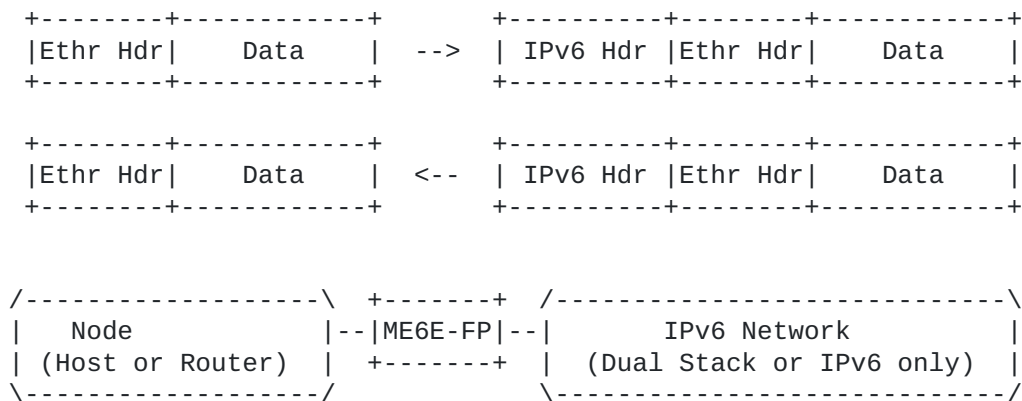 +--------+------------+       +----------+--------+------------+
|Ethr Hdr|    Data    |  -->  | IPv6 Hdr |Ethr Hdr|    Data    |
+--------+------------+       +----------+--------+------------+
+--------+------------+       +----------+--------+------------+
|Ethr Hdr|    Data    |  <--  | IPv6 Hdr |Ethr Hdr|    Data    |
+--------+------------+       +----------+--------+------------+
/-------------------\  +-------+  /-----------------------------\
|   Node            |--|ME6E-FP|--|       IPv6 Network          |
| (Host or Router)  |  +-------+  |  (Dual Stack or IPv6 only)  |
\-------------------/             \-----------------------------/